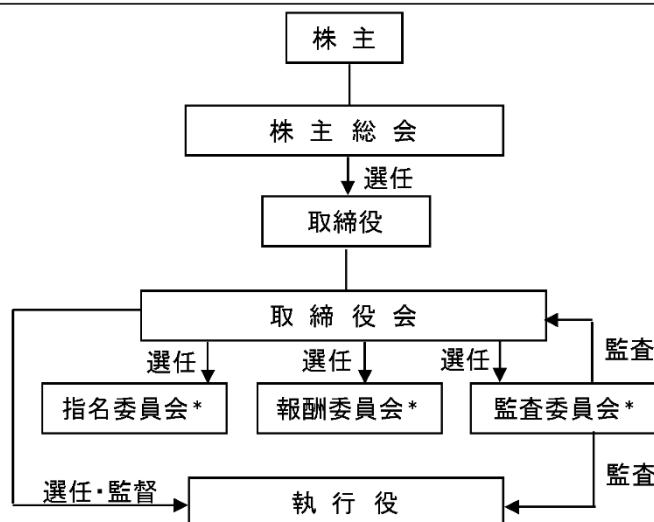 株 主
株 主 総 会
選任
取締役
取 締 役 会
監査
選任 選任 選任
指名委員会* 報酬委員会* 監査委員会*
監査
選任・監督
執 行 役